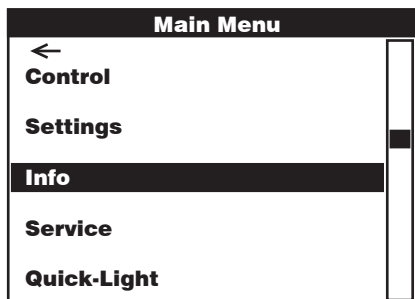 Main Menu
←
Control
Settings
Info
Service
Quick-Light